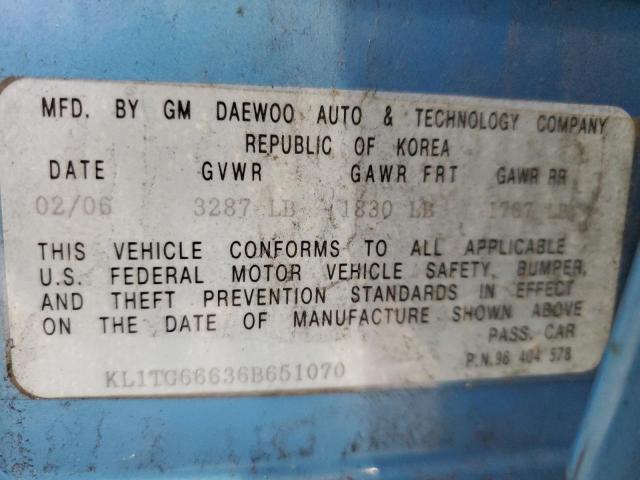 MFD. BY GM DAEWOO AUTO & TECHNOLOGY COMPANY
REPUBLIC OF KOREA
DATE GVWR GAWR FRT GAWR RR
02/06 3287 LB 1830 LB 1767 LB
THIS VEHICLE CONFORMS TO ALL APPLICABLE
U.S. FEDERAL MOTOR VEHICLE SAFETY, BUMPER,
AND THEFT PREVENTION STANDARDS IN EFFECT
ON THE DATE OF MANUFACTURE SHOWN ABOVE
PASS. CAR
KL1TG66636B651070 P.N.96 404 578